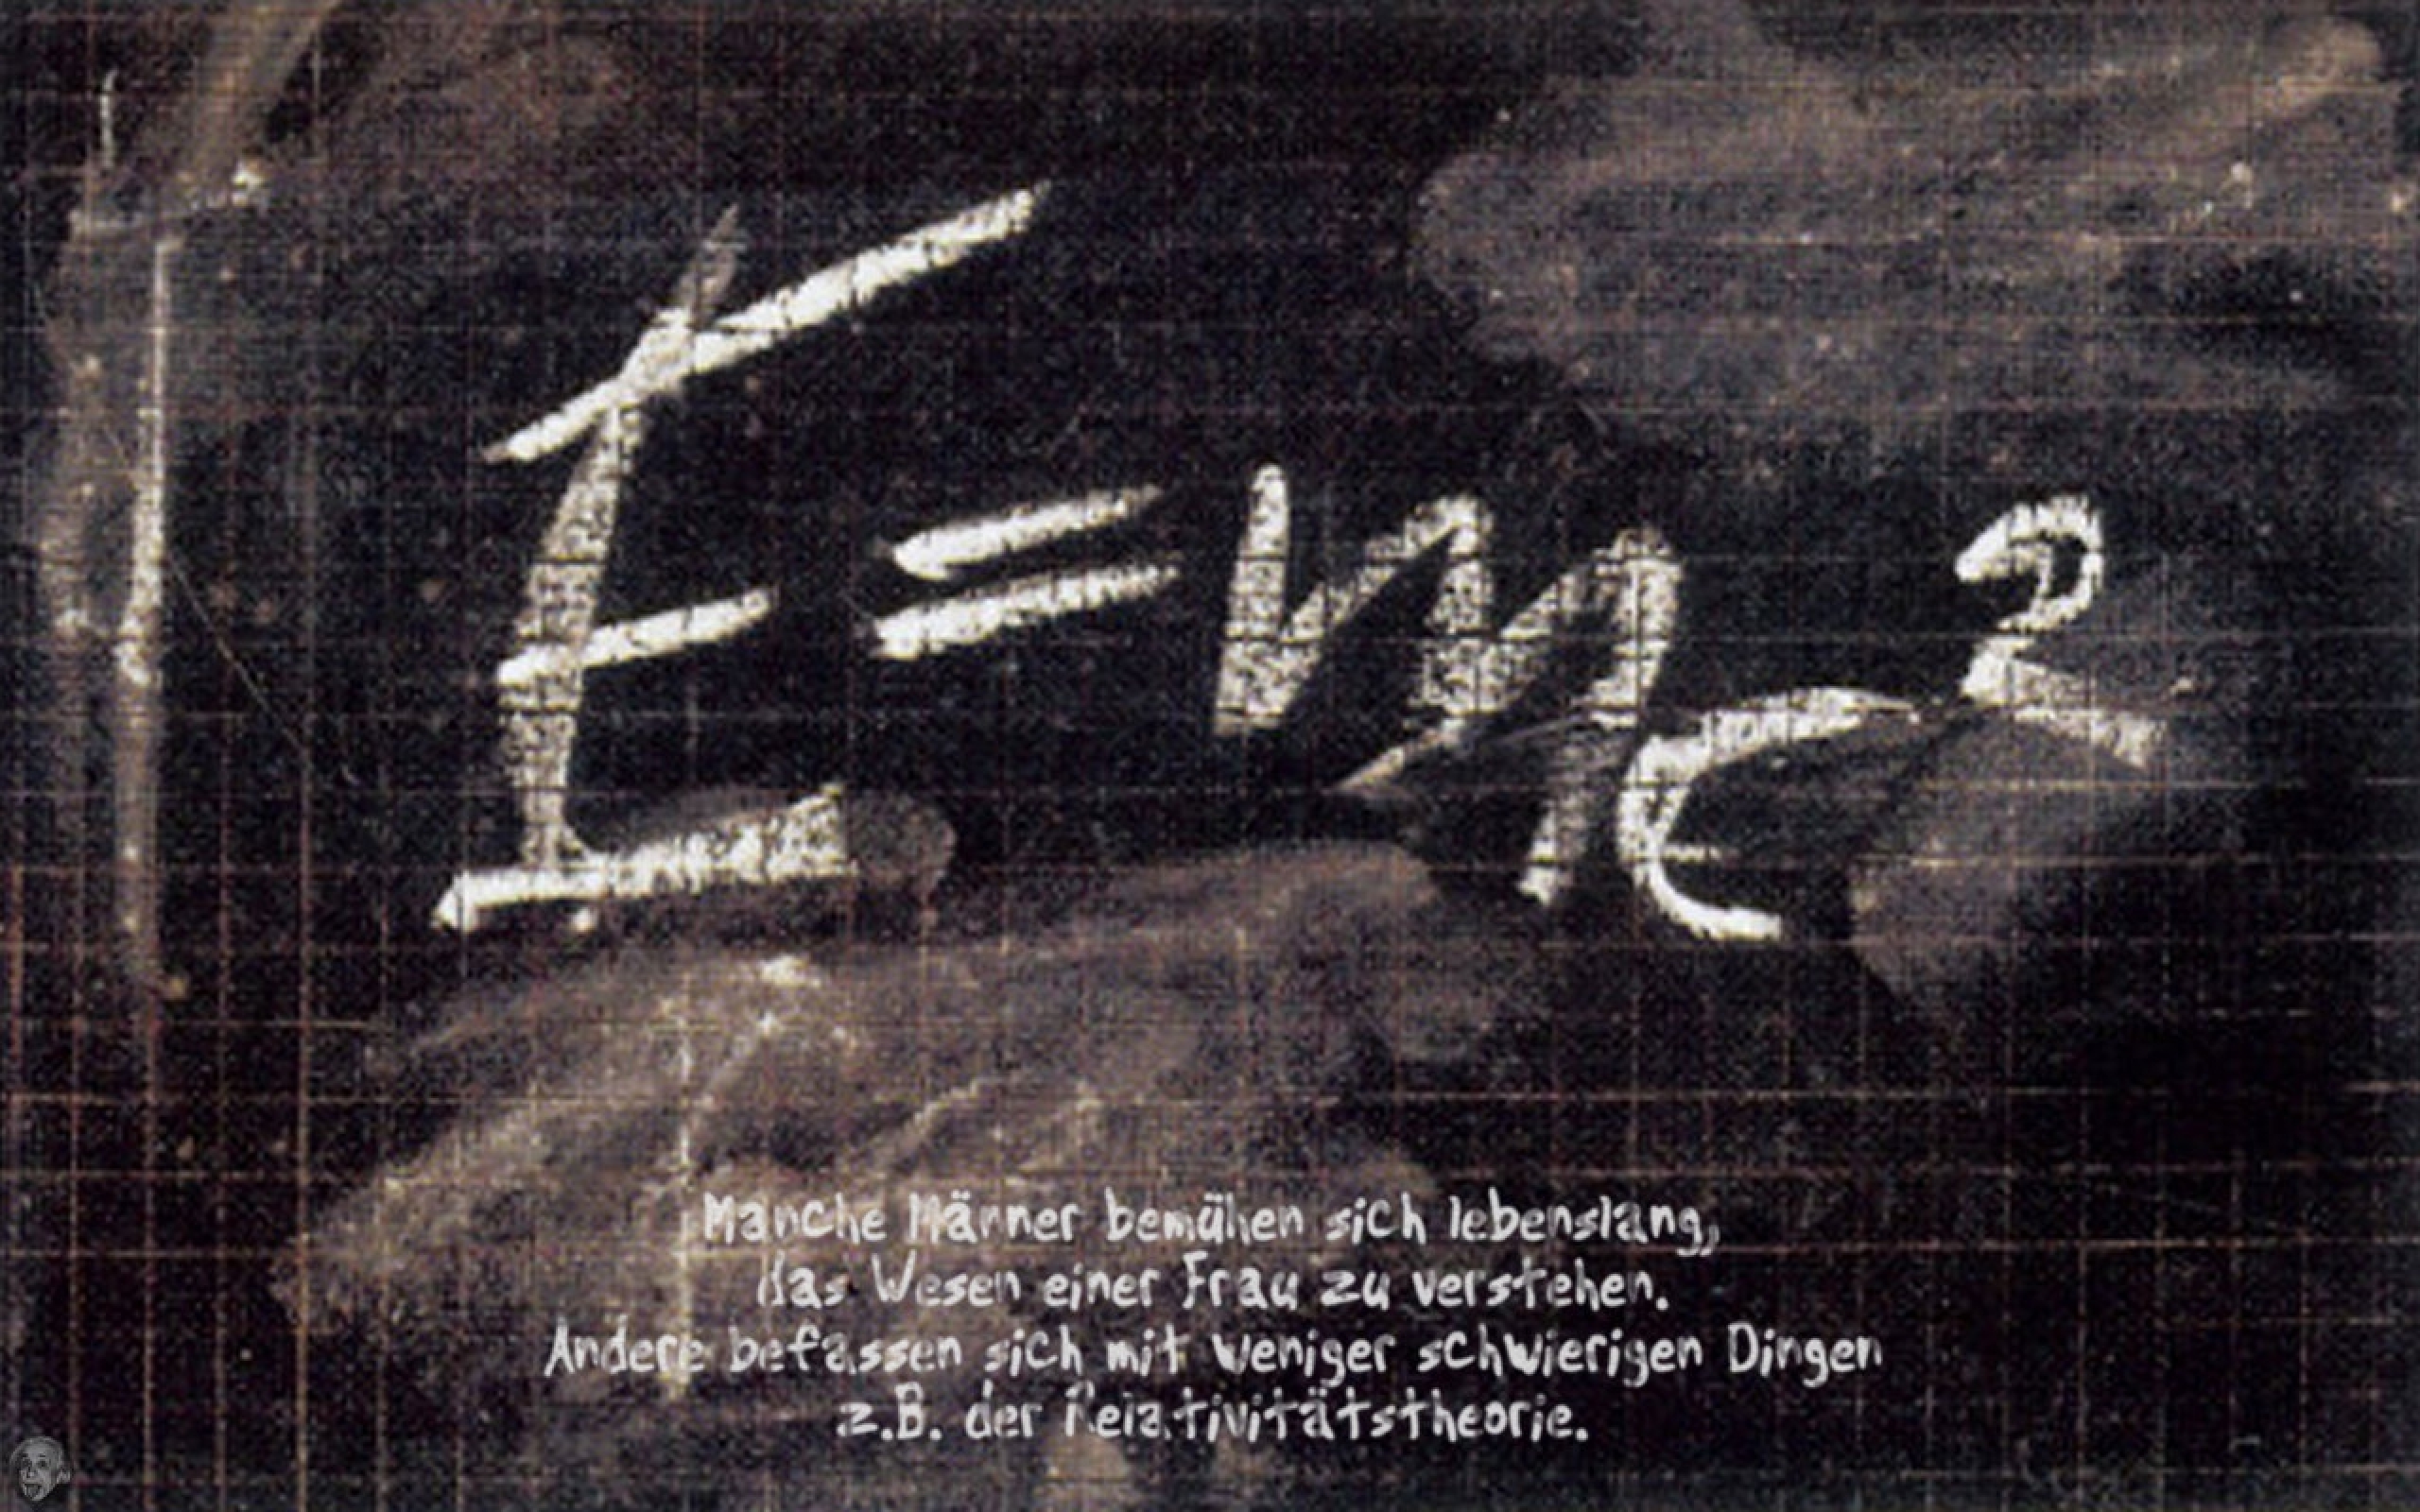 E=mc²
Manche Männer bemühen sich lebenslang,
das Wesen einer Frau zu verstehen.
Andere befassen sich mit weniger schwierigen Dingen
z.B. der Relativitätstheorie.